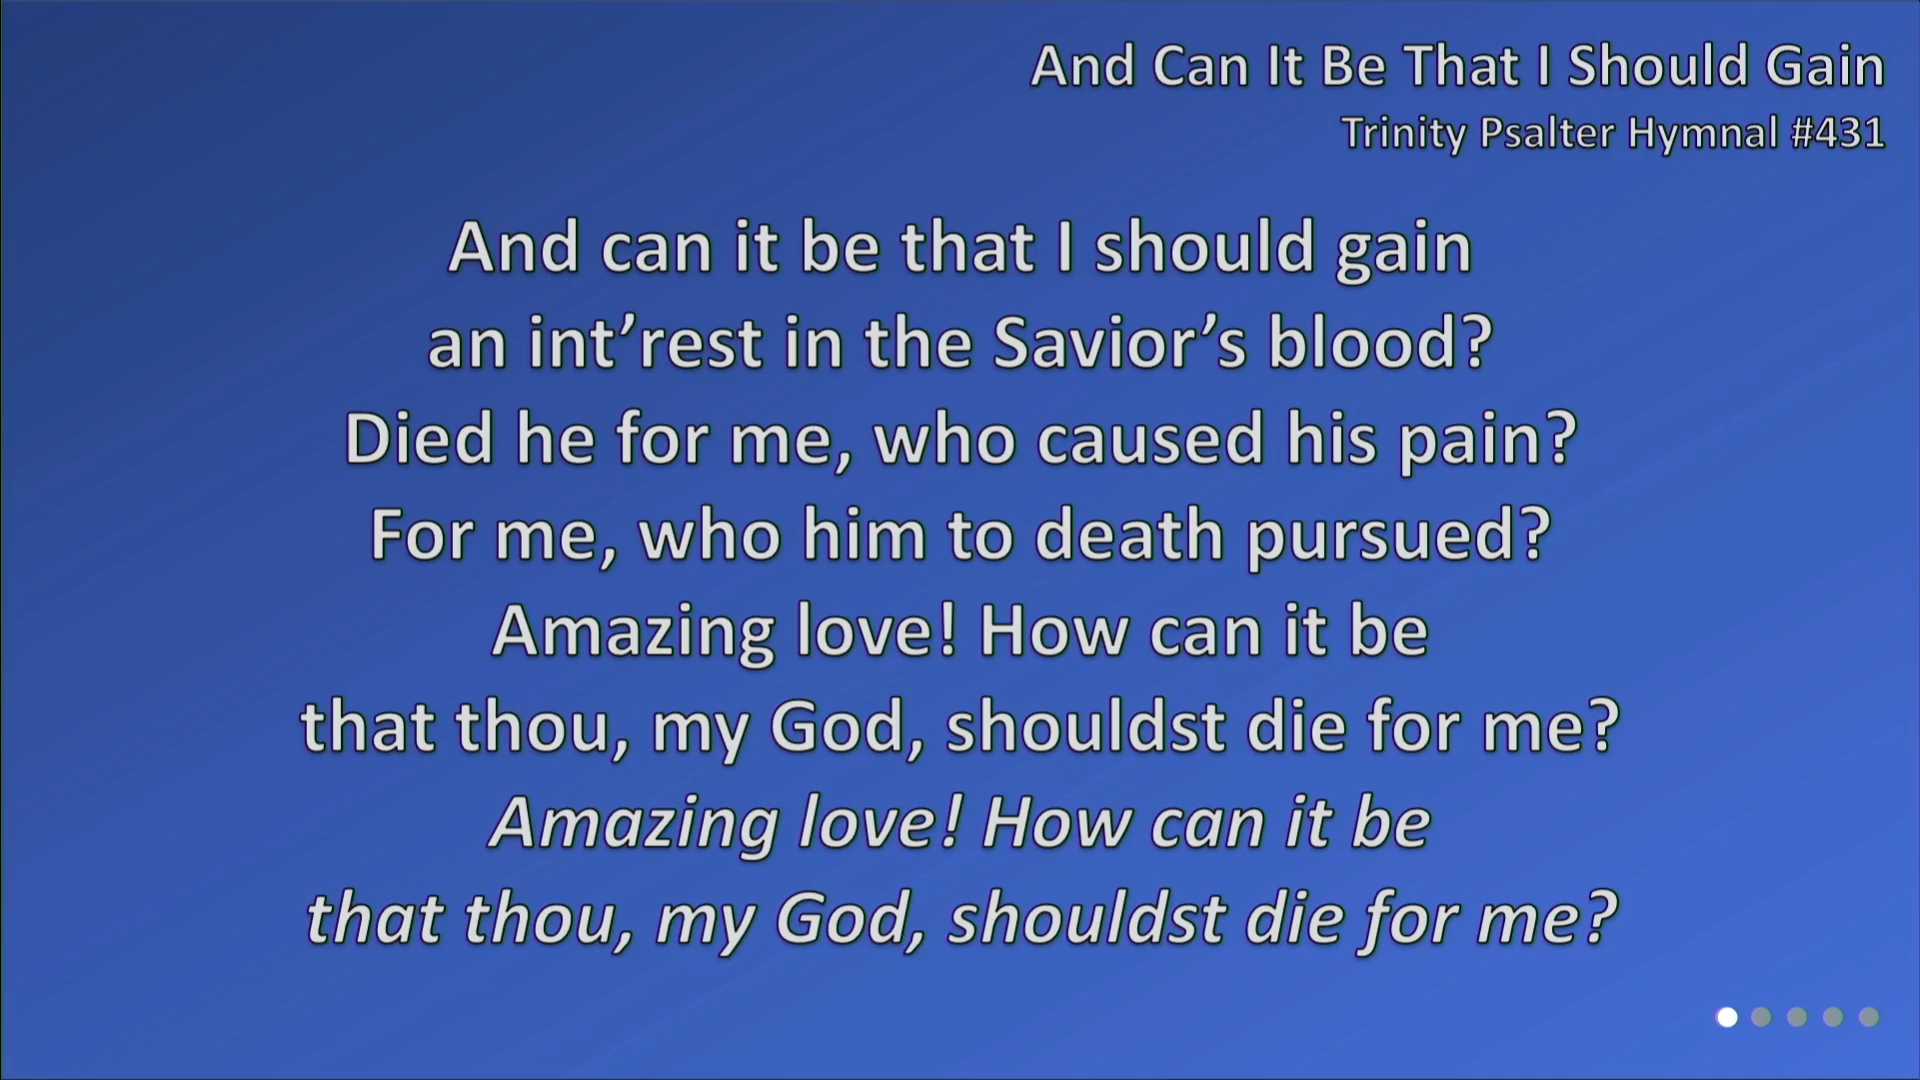 And Can It Be That I Should Gain
Trinity Psalter Hymnal #431
And can it be that I should gain
an int’rest in the Savior’s blood?
Died he for me, who caused his pain?
For me, who him to death pursued?
Amazing love! How can it be
that thou, my God, shouldst die for me?
Amazing love! How can it be
that thou, my God, shouldst die for me?